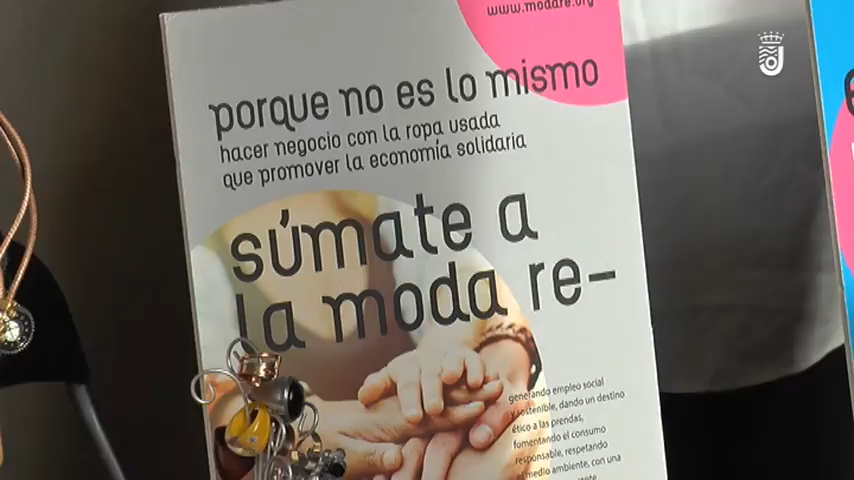 www.modare.org
porque no es lo mismo
hacer negocio con la ropa usada
que promover la economía solidaria
súmate a
la moda re-
generando empleo social
y sostenible, dando un destino
ético a las prendas,
fomentando el consumo
responsable, respetando
el medio ambiente, con una